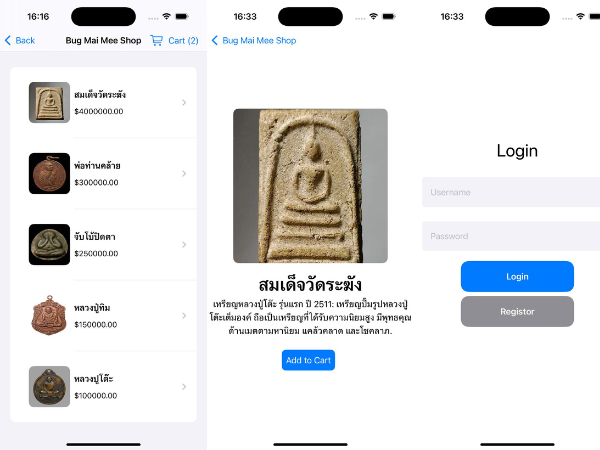 16:16
Back
Bug Mai Mee Shop
Cart (2)
สมเด็จวัดระฆัง
$4000000.00
พ่อท่านคล้าย
$300000.00
จับโบ้ปิดตา
$250000.00
หลวงปู่ทิม
$150000.00
หลวงปู่โต๊ะ
$100000.00
16:33
Bug Mai Mee Shop
สมเด็จวัดระฆัง
เหรียญหลวงปู่โต๊ะ รุ่นแรก ปี 2511: เหรียญปั๊มรูปหลวงปู่
โต๊ะเต็มองค์ ถือเป็นเหรียญที่ได้รับความนิยมสูง มีพุทธคุณ
ด้านเมตตามหานิยม แคล้วคลาด และโชคลาภ.
Add to Cart
16:33
Login
Username
Password
Login
Registor